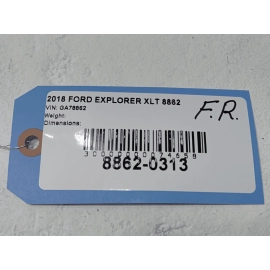 2018 FORD EXPLORER XLT 8862
VIN: GA78662
Weight:
Dimensions:
F.R.
8862-0313